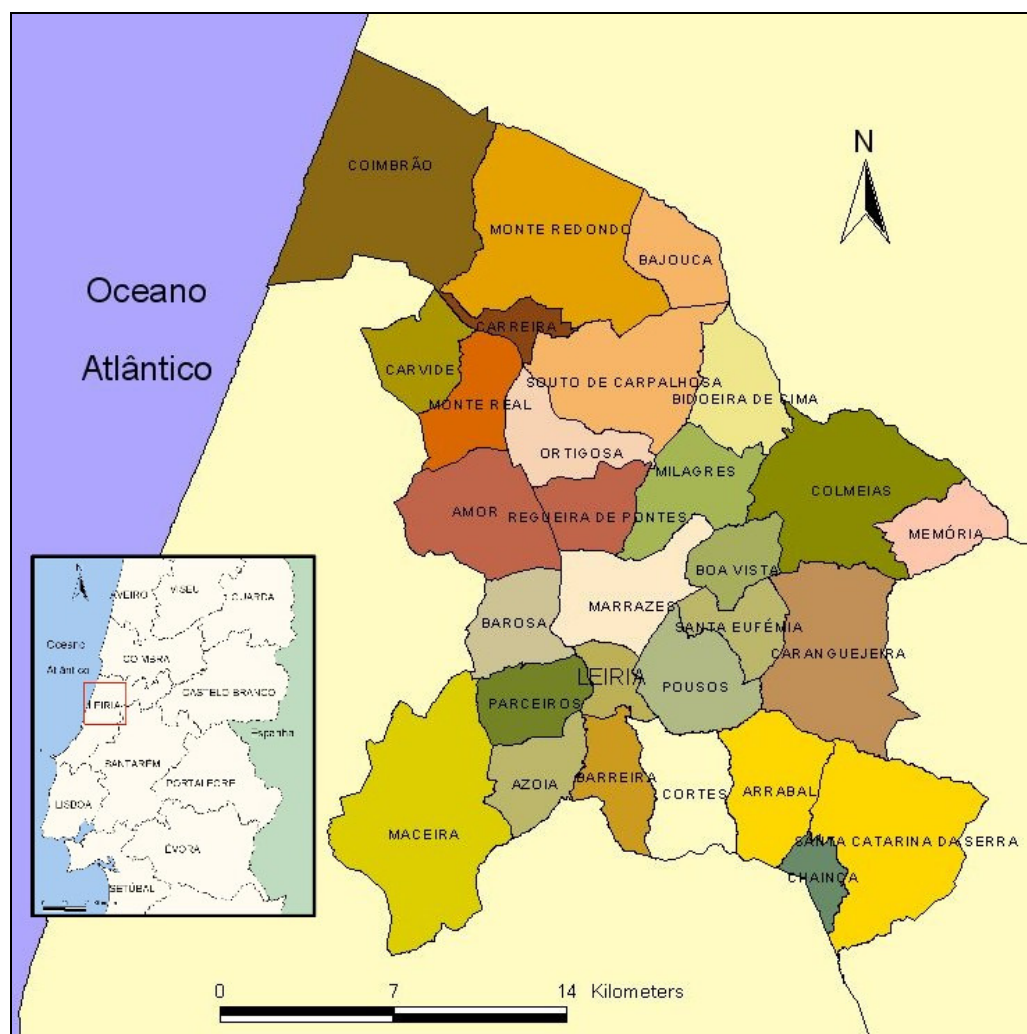 N
COIMBRÃO
MONTE REDONDO
BAJOUCA
Oceano
Atlântico
CARREIRA
CARVIDE
SOUTO DE CARPALHOSA
MONTE REAL
BIDOEIRA DE CIMA
ORTIGOSA
MILAGRES
COLMEIAS
AMOR
REGUEIRA DE PONTES
MEMÓRIA
BOA VISTA
MARRAZES
BAROSA
SANTA EUFÉMIA
CARANGUEJEIRA
LEIRIA
POUSOS
PARCEIROS
AZOIA
BARREIRA
CORTES
ARRABAL
MACEIRA
SANTA CATARINA DA SERRA
CHAINÇA
N
AVEIRO
VISEU
GUARDA
Oceano
Atlântico
COIMBRA
CASTELO BRANCO
LEIRIA
Espanha
SANTARÉM
PORTALEGRE
LISBOA
ÉVORA
SETÚBAL
0 7 14 Kilometers